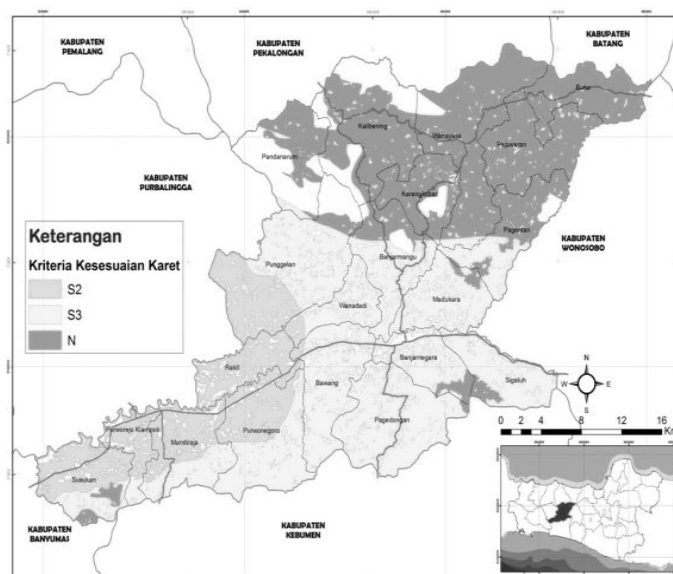 KABUPATEN
PEMALANG
KABUPATEN
PEKALONGAN
KABUPATEN
BATANG
Batur
Kalibening
Wanayasa
Pejawaran
Pandanarum
KABUPATEN
PURBALINGGA
Karangkobar
Pagentan
KABUPATEN
WONOSOBO
Keterangan
Kriteria Kesesuaian Karet
S2
S3
N
Punggelan
Banjarmangu
Wanadadi
Madukara
Rakit
Bawang
Banjarnegara
Sigaluh
N
W
E
S
Purworejo Klampok
Mandiraja
Purwonegoro
Pagedongan
Susukan
0 2 4 8 12 16
KABUPATEN
BANYUMAS
KABUPATEN
KEBUMEN